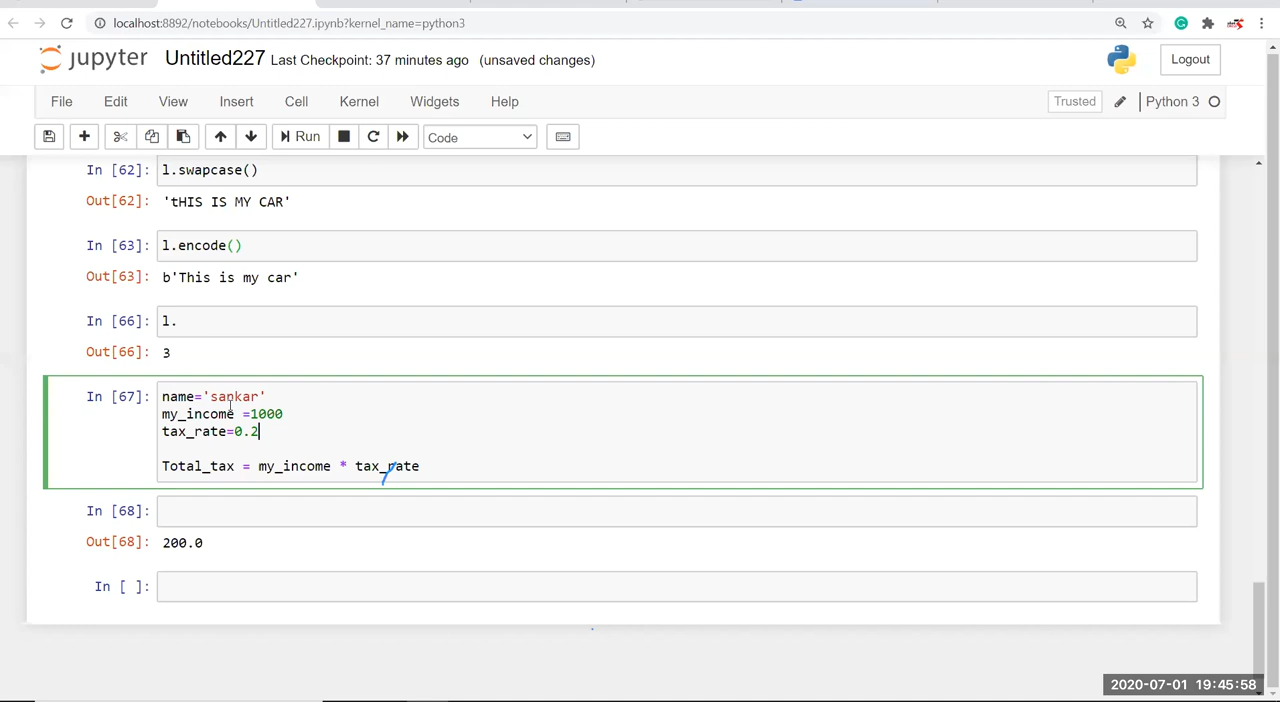 localhost:8892/notebooks/Untitled227.ipynb?kernel_name=python3
jupyter Untitled227 Last Checkpoint: 37 minutes ago (unsaved changes) Logout
File Edit View Insert Cell Kernel Widgets Help Trusted Python 3
Run Code
In [62]: l.swapcase()
Out[62]: 'tHIS IS MY CAR'
In [63]: l.encode()
Out[63]: b'This is my car'
In [66]: l.
Out[66]: 3
In [67]: name='sankar'
my_income =1000
tax_rate=0.2
Total_tax = my_income * tax_rate
In [68]:
Out[68]: 200.0
In [ ]:
2020-07-01 19:45:58